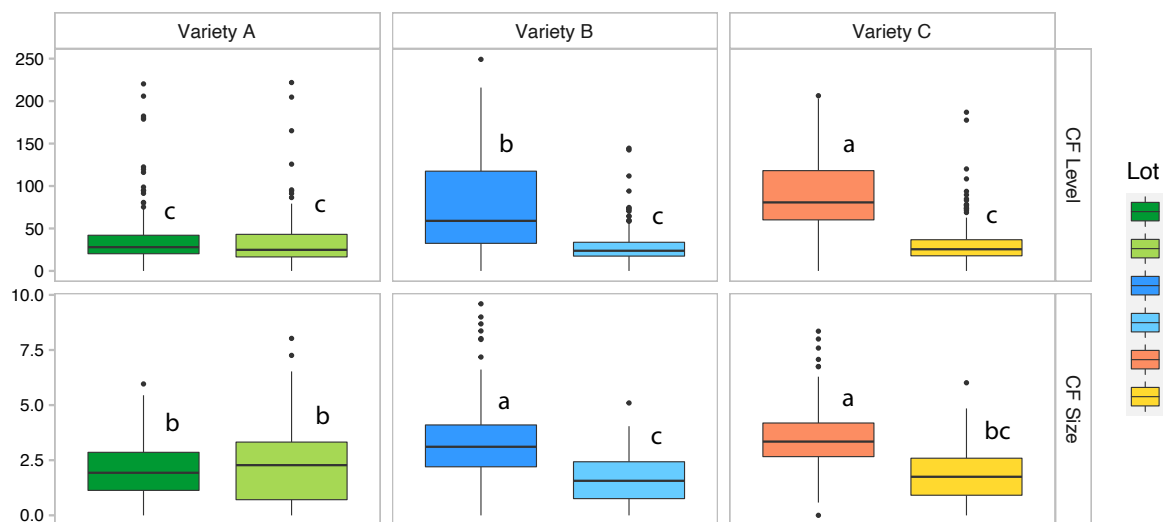 Variety A
Variety B
Variety C
250
200
150
100
50
0
c
c
b
c
a
c
CF Level
10.0
7.5
5.0
2.5
0.0
b
b
a
c
a
bc
CF Size
Lot